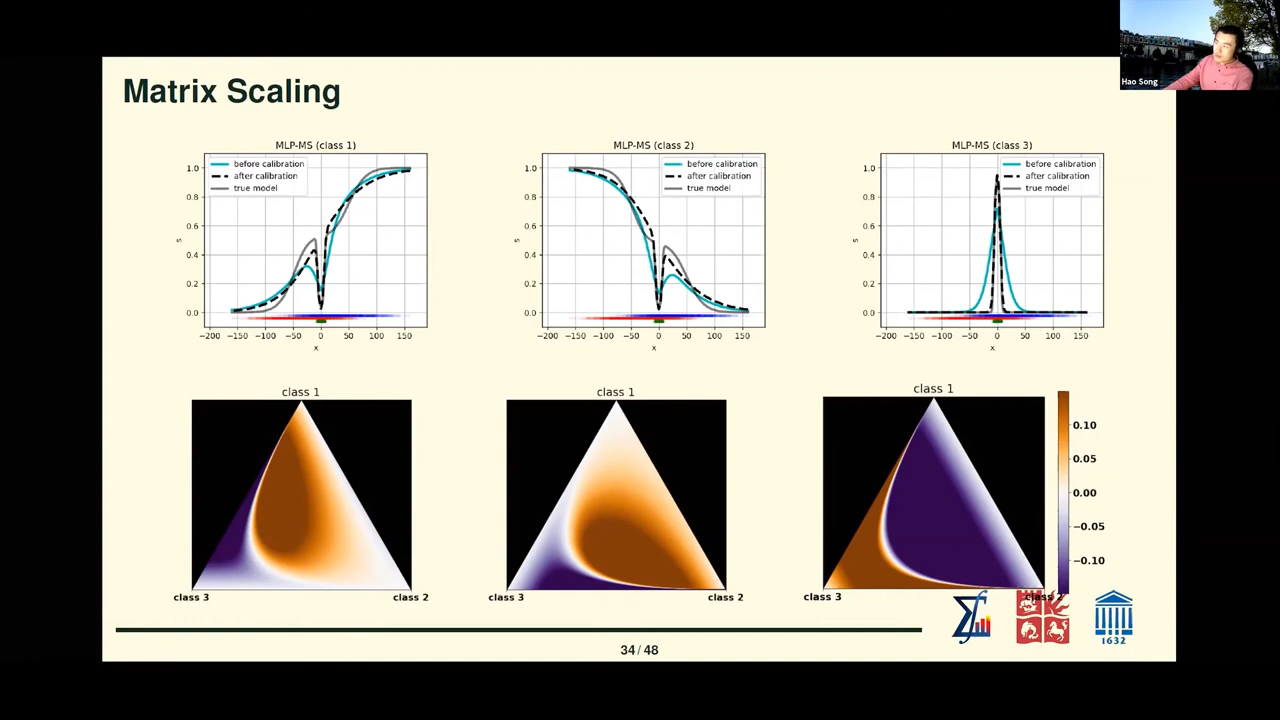 Hao Song
Matrix Scaling
MLP-MS (class 1)
before calibration
after calibration
true model
1.0
0.8
0.6
0.4
0.2
0.0
s
−200 −150 −100 −50 0 50 100 150 200
x
MLP-MS (class 2)
before calibration
after calibration
true model
1.0
0.8
0.6
0.4
0.2
0.0
s
−200 −150 −100 −50 0 50 100 150 200
x
MLP-MS (class 3)
before calibration
after calibration
true model
1.0
0.8
0.6
0.4
0.2
0.0
s
−200 −150 −100 −50 0 50 100 150 200
x
class 1
class 3
class 2
class 1
class 3
class 2
class 1
class 3
class 2
0.10
0.05
0.00
−0.05
−0.10
1632
34 / 48